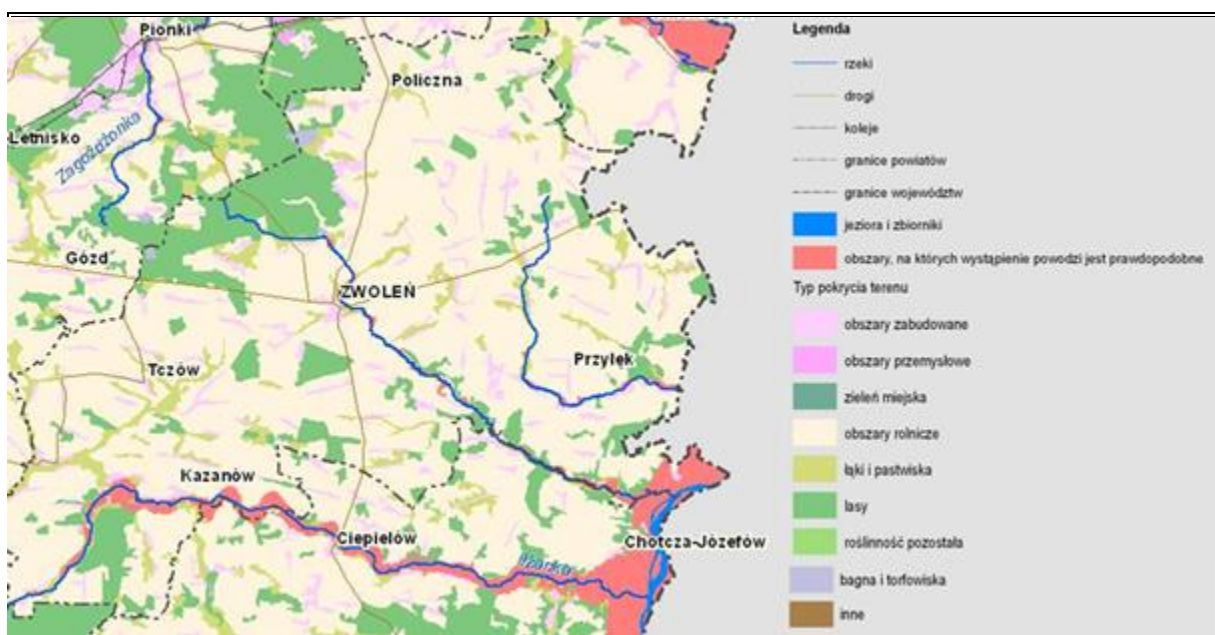 Pionki
Policzna
Letnisko
Zagożdżonka
Gózd
ZWOLEŃ
Przyłęk
Tczów
Kazanów
Ciepielów
Chotcza-Józefów
Iłżanka
Legenda
rzeki
drogi
koleje
granice powiatów
granice województw
jeziora i zbiorniki
obszary, na których wystąpienie powodzi jest prawdopodobne
Typ pokrycia terenu
obszary zabudowane
obszary przemysłowe
zieleń miejska
obszary rolnicze
łąki i pastwiska
lasy
roślinność pozostała
bagna i torfowiska
inne